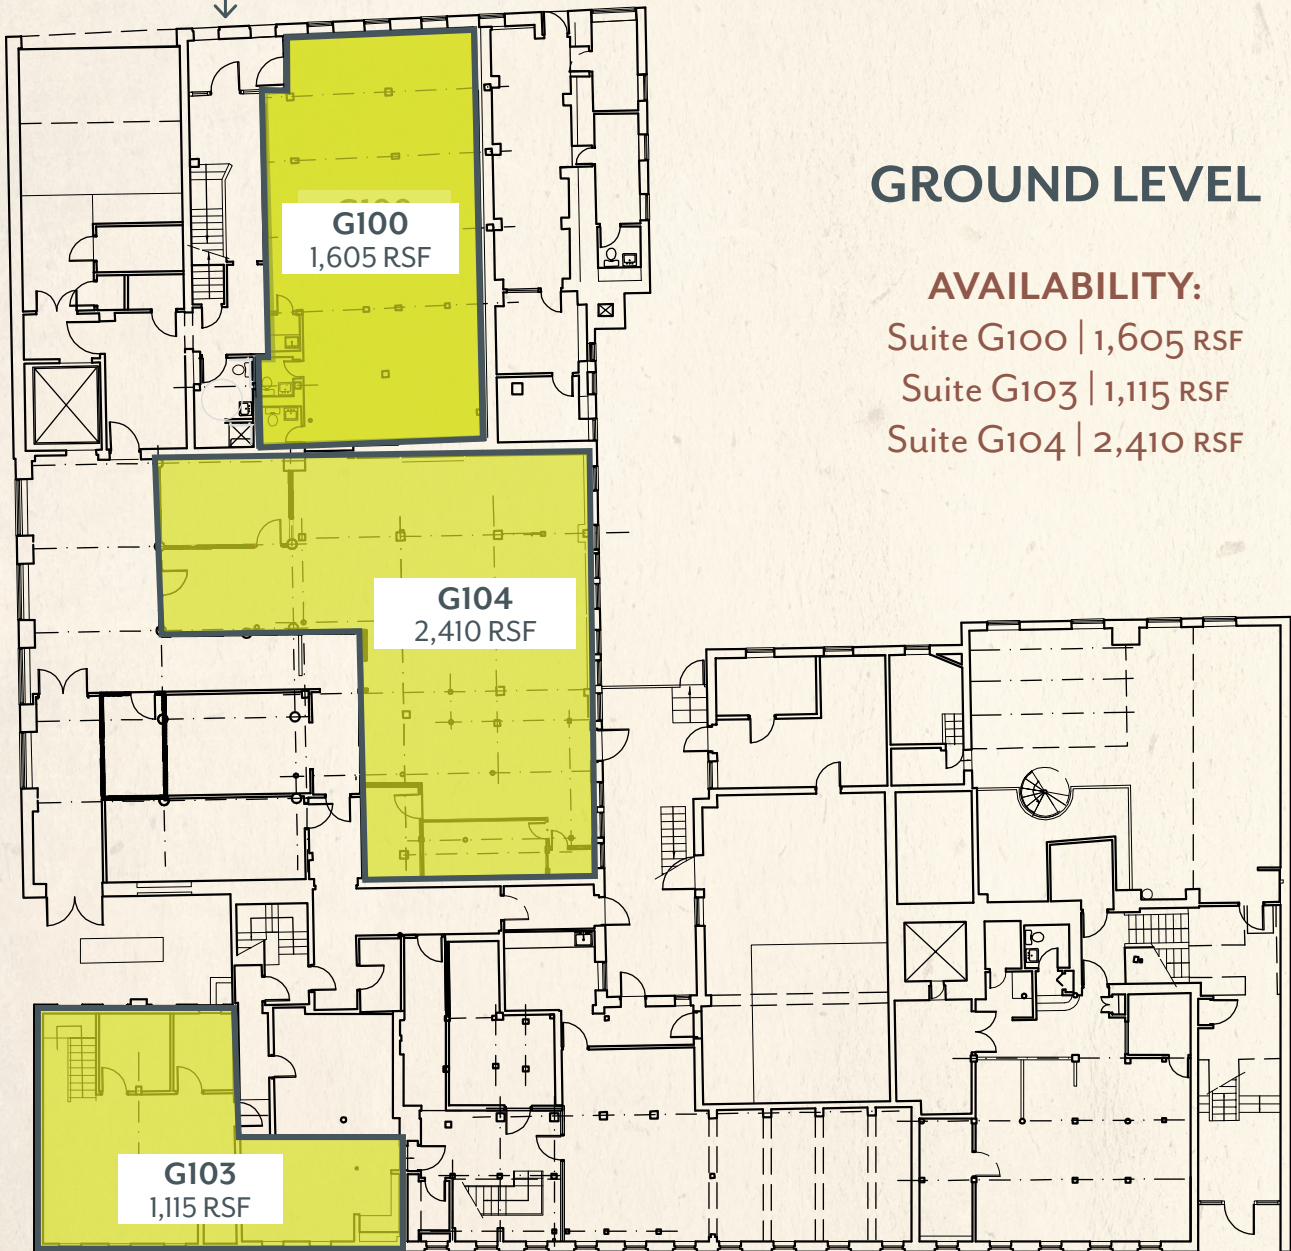 GROUND LEVEL
AVAILABILITY:
Suite G100 | 1,605 RSF
Suite G103 | 1,115 RSF
Suite G104 | 2,410 RSF
G100
1,605 RSF
G104
2,410 RSF
G103
1,115 RSF